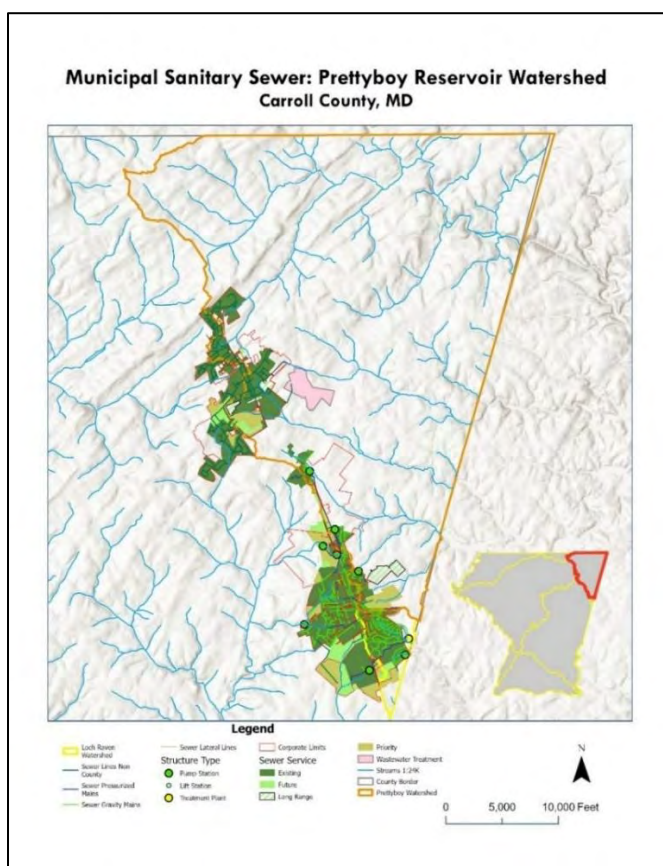 Municipal Sanitary Sewer: Prettyboy Reservoir Watershed
Carroll County, MD
Legend
Loch Raven
Watershed
Sewer Lines Non
County
Sewer Pressurized
Mains
Sewer Gravity Mains
Sewer Lateral Lines
Structure Type
Pump Station
Lift Station
Treatment Plant
Corporate Limits
Sewer Service
Existing
Future
Long Range
Priority
Wastewater Treatment
Streams 1:24K
County Border
Prettyboy Watershed
N
0 5,000 10,000 Feet